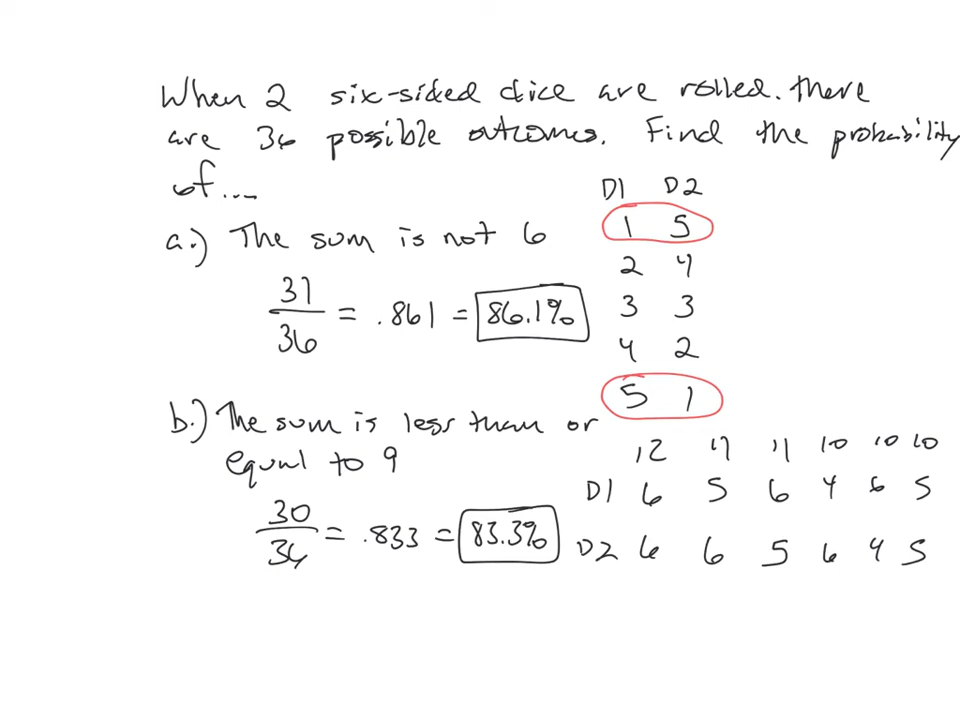 When 2 six-sided dice are rolled. there
are 36 possible outcomes. Find the probability
of....
a.) The sum is not 6
31/36 = .861 = 86.1%
D1 D2
1 5
2 4
3 3
4 2
5 1
b.) The sum is less than or
equal to 9
30/36 = .833 = 83.3%
12 11 11 10 10 10
D1 6 5 6 4 6 5
D2 6 6 5 6 4 5